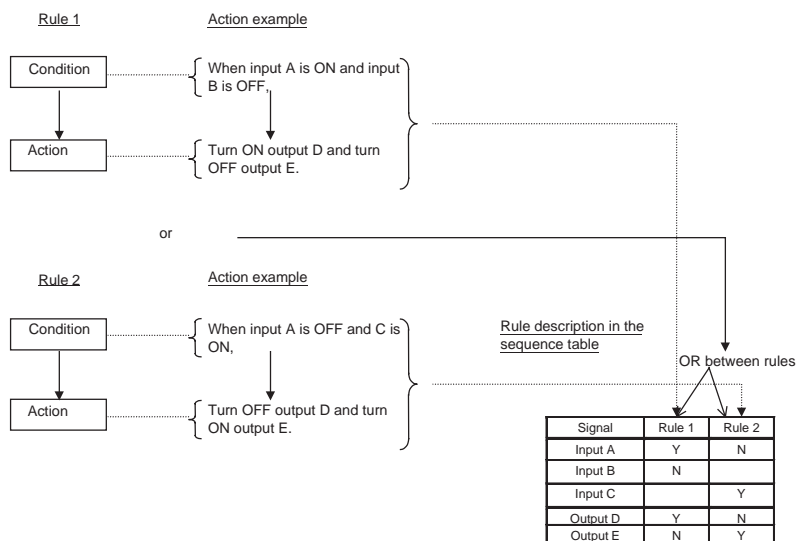 Rule 1
Action example
Condition
When input A is ON and input
B is OFF,
Action
Turn ON output D and turn
OFF output E.
or
Rule 2
Action example
Condition
When input A is OFF and C is
ON,
Action
Turn OFF output D and turn
ON output E.
Rule description in the
sequence table
OR between rules
Signal Rule 1 Rule 2
Input A Y N
Input B N
Input C Y
Output D Y N
Output E N Y